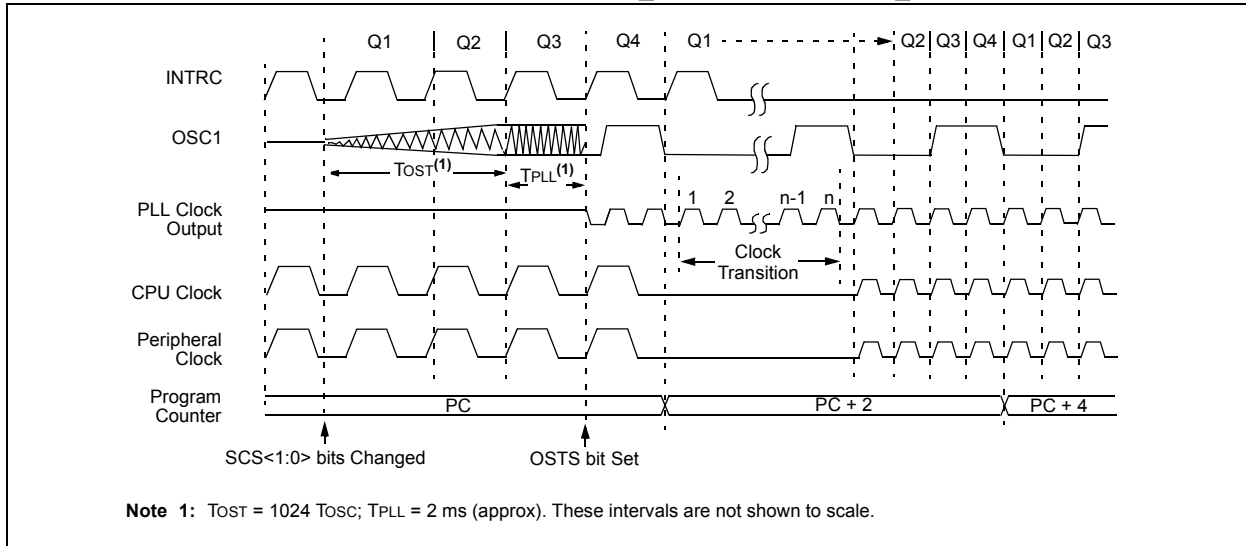 Q1 Q2 Q3 Q4 Q1 Q2 Q3 Q4 Q1 Q2 Q3
INTRC
OSC1
TOST(1) TPLL(1)
PLL Clock
Output
1 2 n-1 n
Clock
Transition
CPU Clock
Peripheral
Clock
Program
Counter
PC PC + 2 PC + 4
SCS<1:0> bits Changed OSTS bit Set
Note 1: TOST = 1024 TOSC; TPLL = 2 ms (approx). These intervals are not shown to scale.